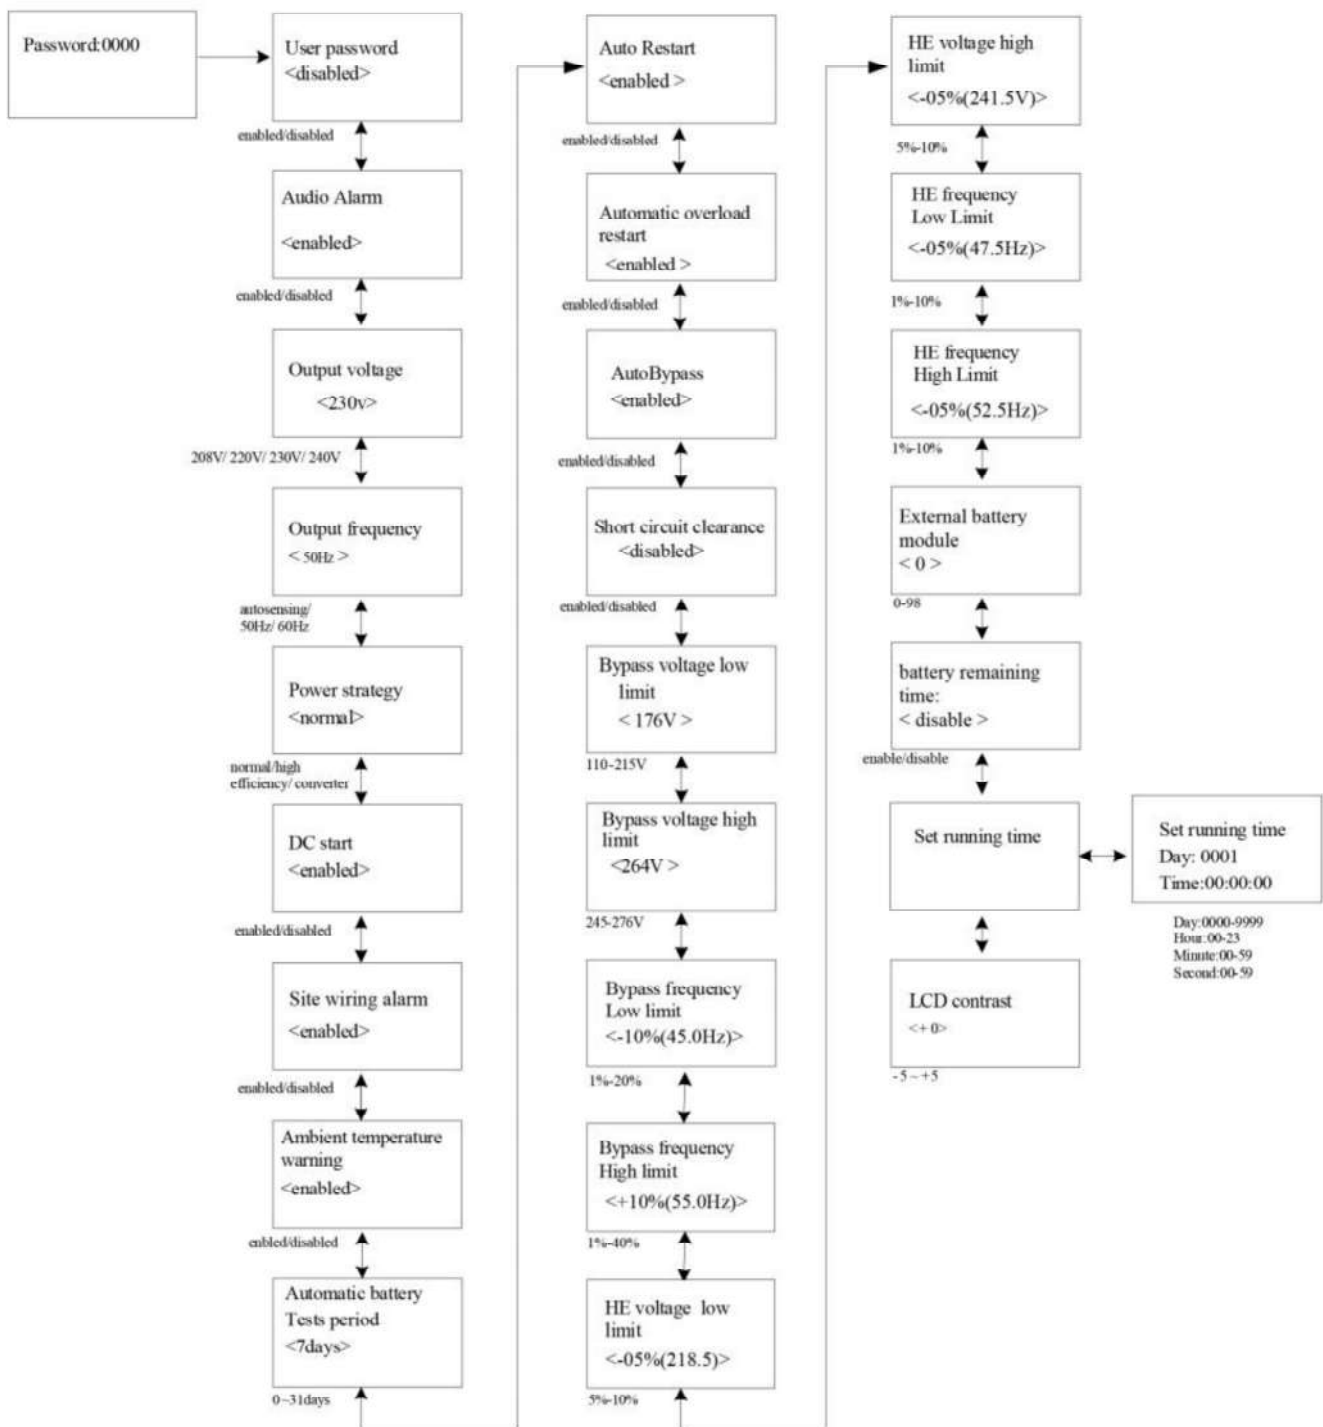 Password:0000
User password
<disabled>
enabled/disabled
Audio Alarm
<enabled>
enabled/disabled
Output voltage
<230v>
208V/ 220V/ 230V/ 240V
Output frequency
< 50Hz >
autosensing/
50Hz/ 60Hz
Power strategy
<normal>
normal/high
efficiency/ converter
DC start
<enabled>
enabled/disabled
Site wiring alarm
<enabled>
enabled/disabled
Ambient temperature
warning
<enabled>
enbled/disabled
Automatic battery
Tests period
<7days>
0~31days
Auto Restart
<enabled >
enabled/disabled
Automatic overload
restart
<enabled >
enabled/disabled
AutoBypass
<enabled>
enabled/disabled
Short circuit clearance
<disabled>
enabled/disabled
Bypass voltage low
limit
< 176V >
110-215V
Bypass voltage high
limit
<264V >
245-276V
Bypass frequency
Low limit
<-10%(45.0Hz)>
1%-20%
Bypass frequency
High limit
<+10%(55.0Hz)>
1%-40%
HE voltage low
limit
<-05%(218.5)>
5%-10%
HE voltage high
limit
<-05%(241.5V)>
5%-10%
HE frequency
Low Limit
<-05%(47.5Hz)>
1%-10%
HE frequency
High Limit
<-05%(52.5Hz)>
1%-10%
External battery
module
< 0 >
0-98
battery remaining
time:
< disable >
enable/disable
Set running time
Set running time
Day: 0001
Time:00:00:00
Day:0000-9999
Hour:00-23
Minute:00-59
Second:00-59
LCD contrast
<+0>
-5~+5